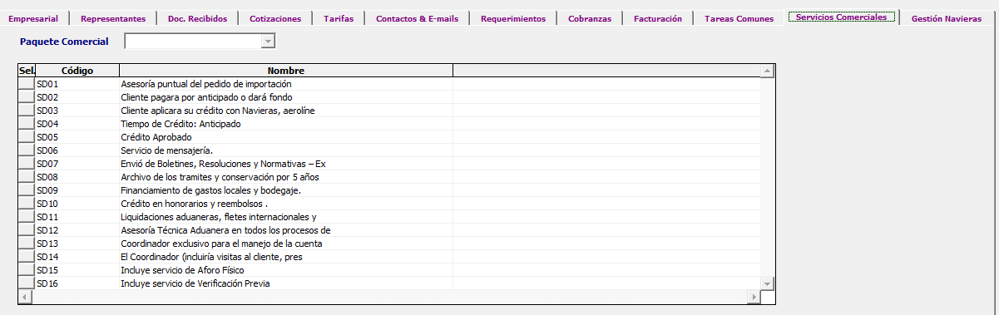 Empresarial Representantes Doc. Recibidos Cotizaciones Tarifas Contactos & E-mails Requerimientos Cobranzas Facturación Tareas Comunes Servicios Comerciales Gestión Navieras
Paquete Comercial
Sel. Código Nombre
SD01 Asesoría puntual del pedido de importación
SD02 Cliente pagara por anticipado o dará fondo
SD03 Cliente aplicara su crédito con Navieras, aerolíne
SD04 Tiempo de Crédito: Anticipado
SD05 Crédito Aprobado
SD06 Servicio de mensajería.
SD07 Envió de Boletines, Resoluciones y Normativas – Ex
SD08 Archivo de los tramites y conservación por 5 años
SD09 Financiamiento de gastos locales y bodegaje.
SD10 Crédito en honorarios y reembolsos .
SD11 Liquidaciones aduaneras, fletes internacionales y
SD12 Asesoría Técnica Aduanera en todos los procesos de
SD13 Coordinador exclusivo para el manejo de la cuenta
SD14 El Coordinador (incluiría visitas al cliente, pres
SD15 Incluye servicio de Aforo Físico
SD16 Incluye servicio de Verificación Previa